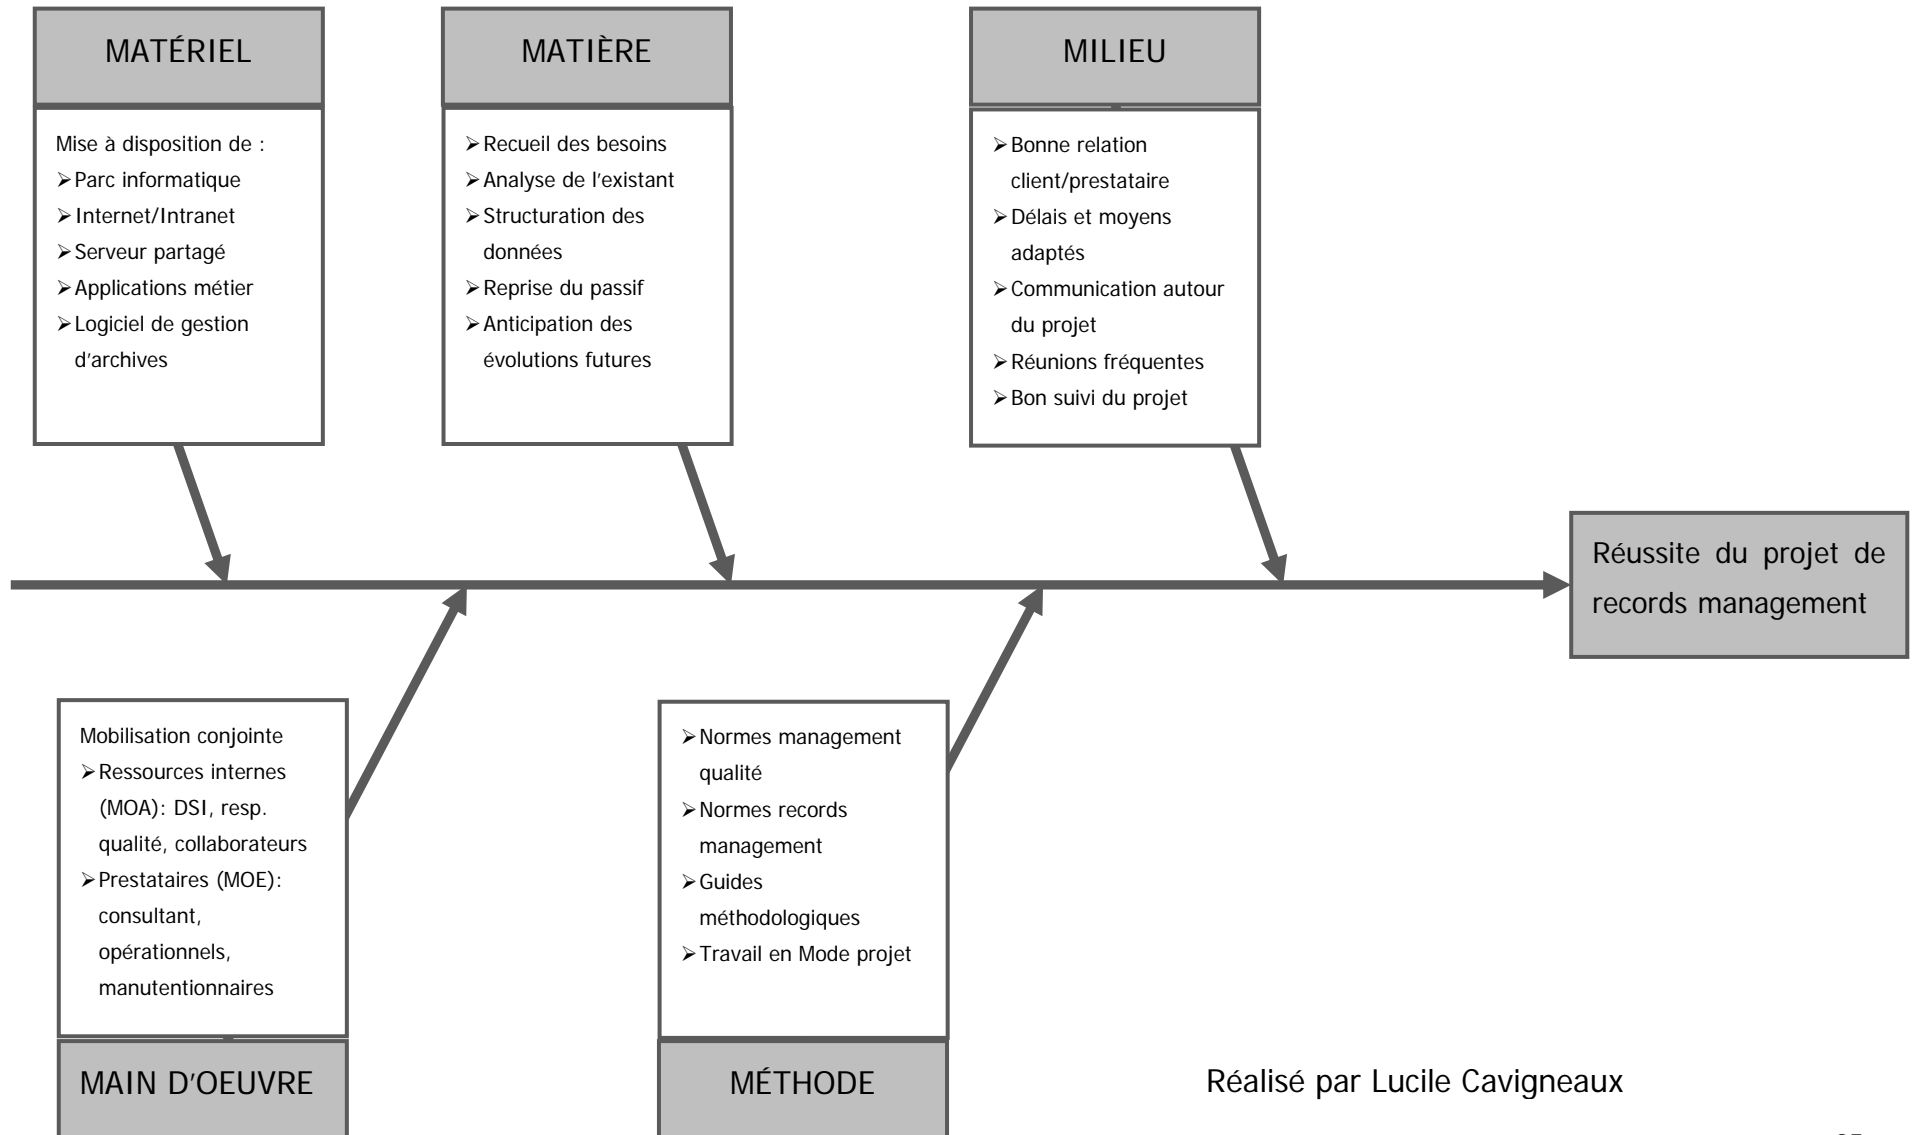 MATÉRIEL
Mise à disposition de :
➢Parc informatique
➢Internet/Intranet
➢Serveur partagé
➢Applications métier
➢Logiciel de gestion
d'archives
MATIÈRE
➢Recueil des besoins
➢Analyse de l'existant
➢Structuration des
données
➢Reprise du passif
➢Anticipation des
évolutions futures
MILIEU
➢Bonne relation
client/prestataire
➢Délais et moyens
adaptés
➢Communication autour
du projet
➢Réunions fréquentes
➢Bon suivi du projet
Réussite du projet de
records management
Mobilisation conjointe
➢Ressources internes
(MOA): DSI, resp.
qualité, collaborateurs
➢Prestataires (MOE):
consultant,
opérationnels,
manutentionnaires
MAIN D'OEUVRE
➢Normes management
qualité
➢Normes records
management
➢Guides
méthodologiques
➢Travail en Mode projet
MÉTHODE
Réalisé par Lucile Cavigneaux